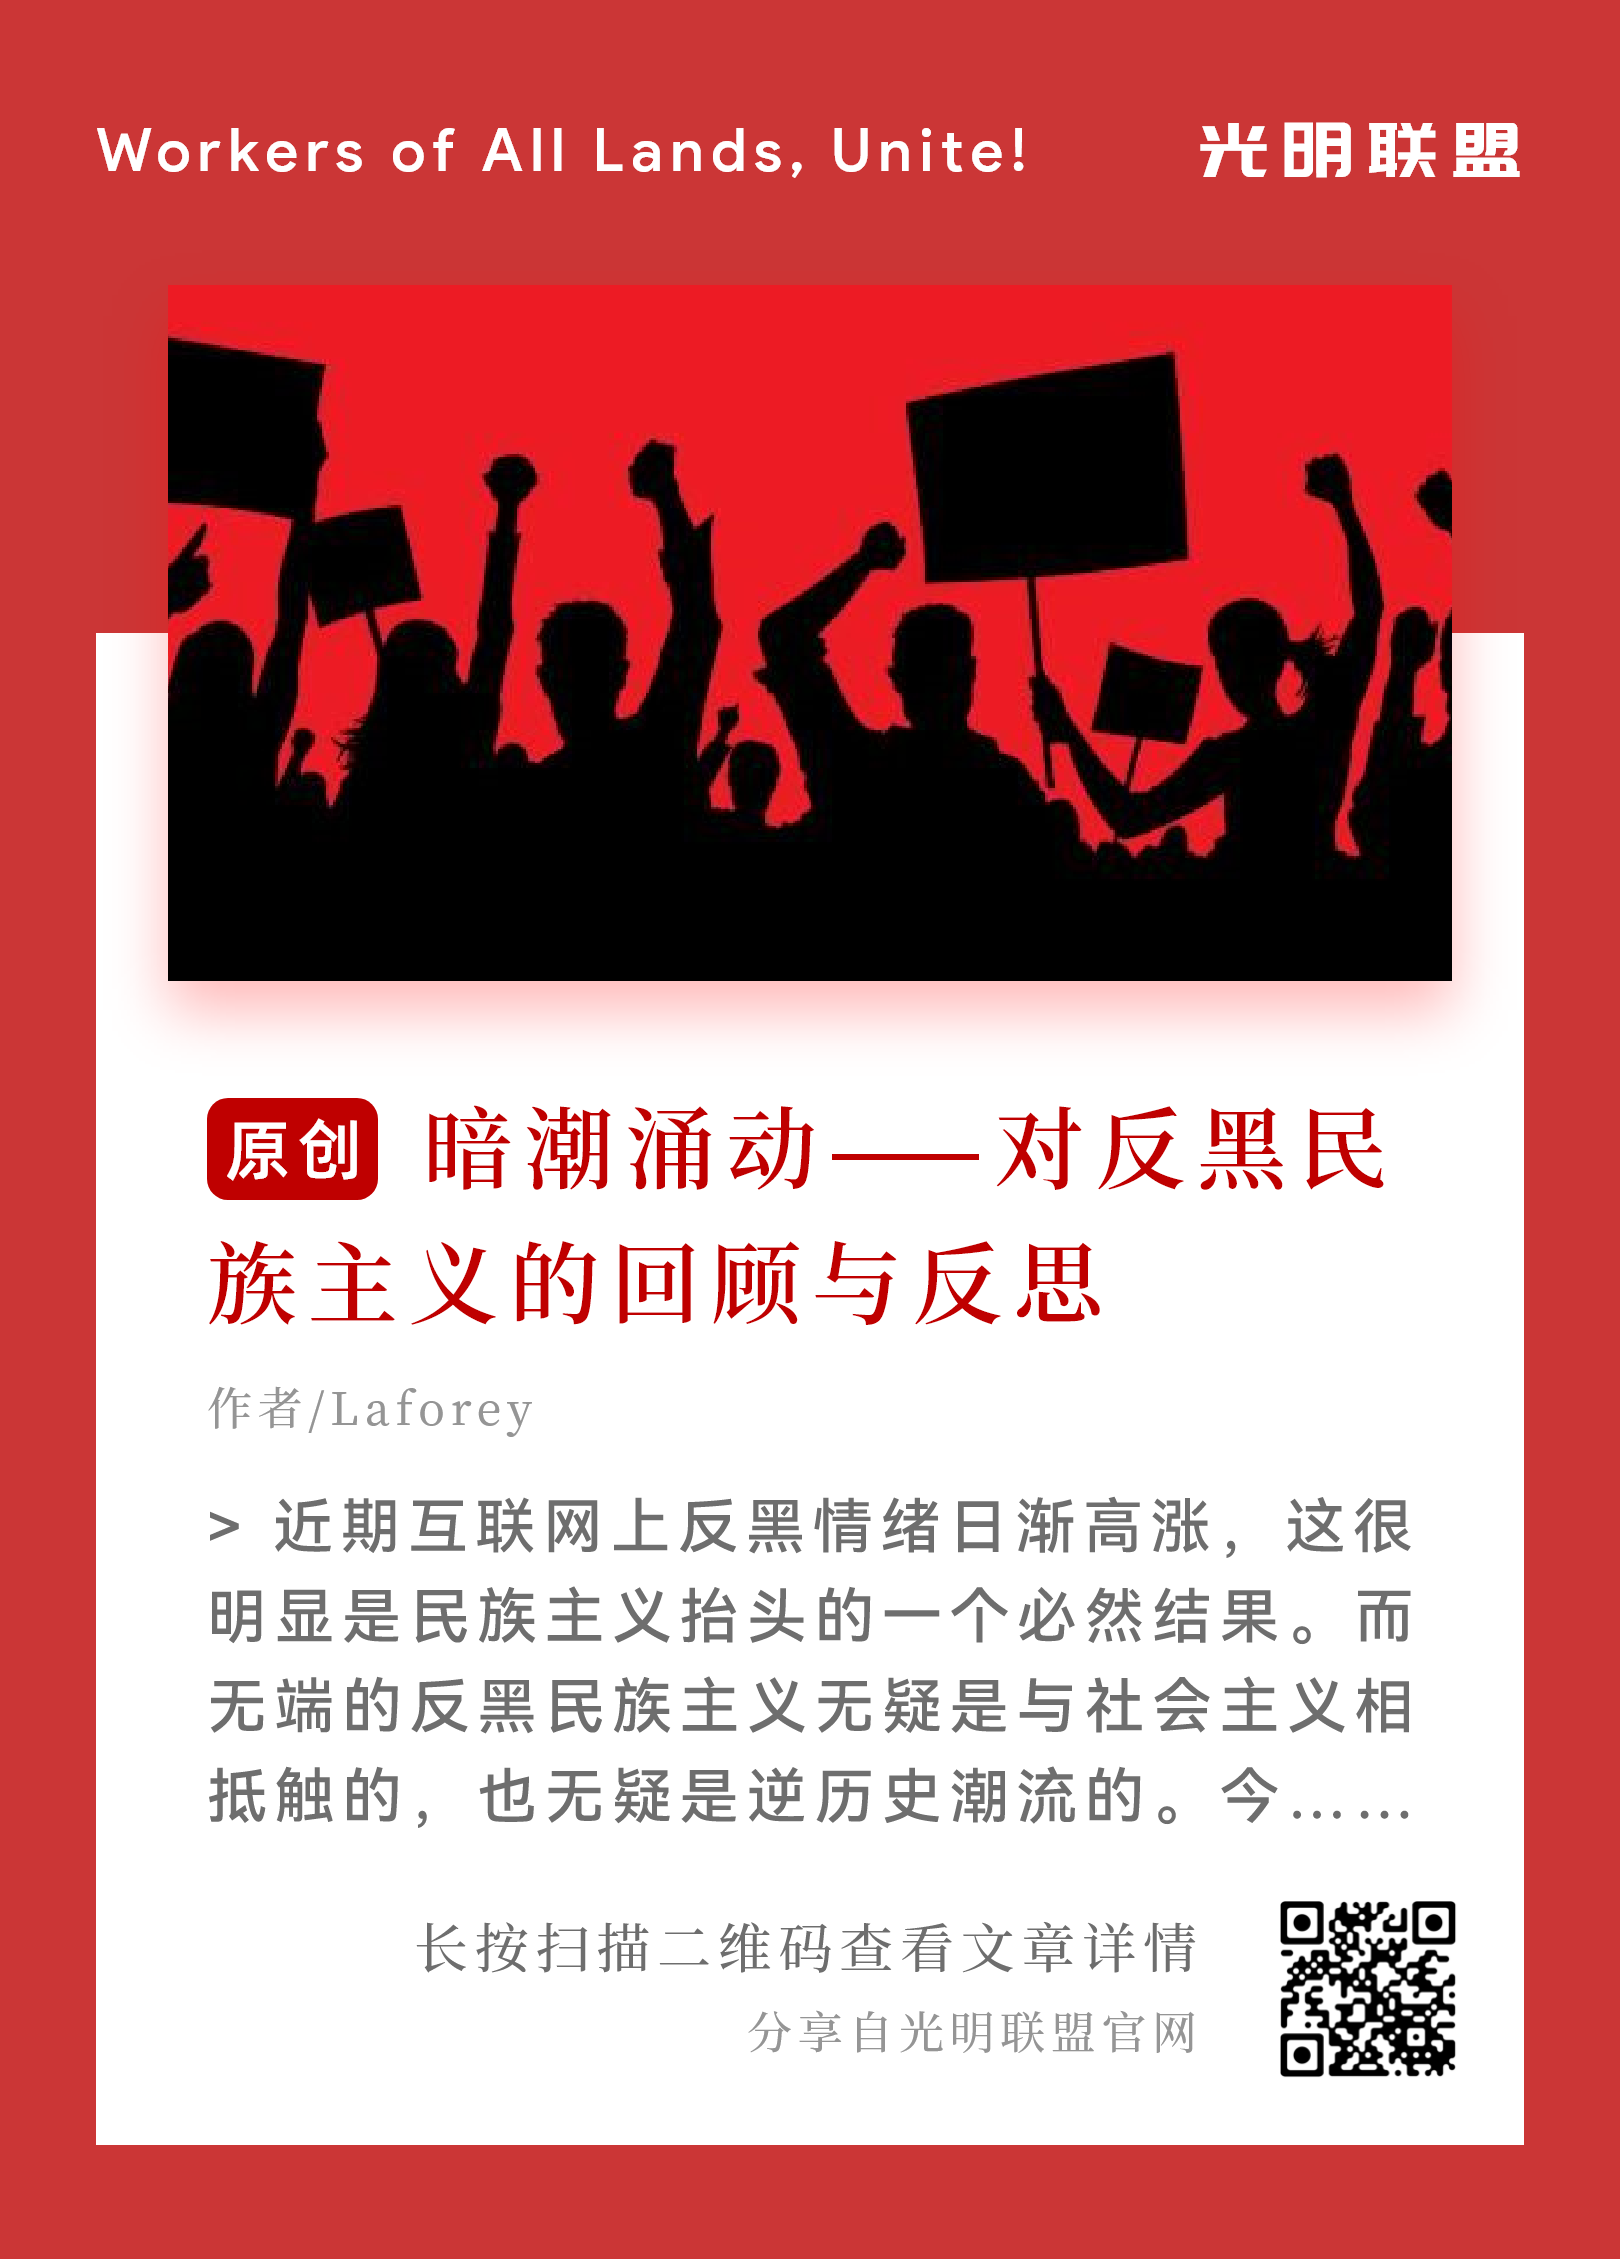 Workers of All Lands, Unite! 光明联盟
原创 暗潮涌动——对反黑民
族主义的回顾与反思
作者/Laforey
> 近期互联网上反黑情绪日渐高涨，这很
明显是民族主义抬头的一个必然结果。而
无端的反黑民族主义无疑是与社会主义相
抵触的，也无疑是逆历史潮流的。今……
长按扫描二维码查看文章详情
分享自光明联盟官网